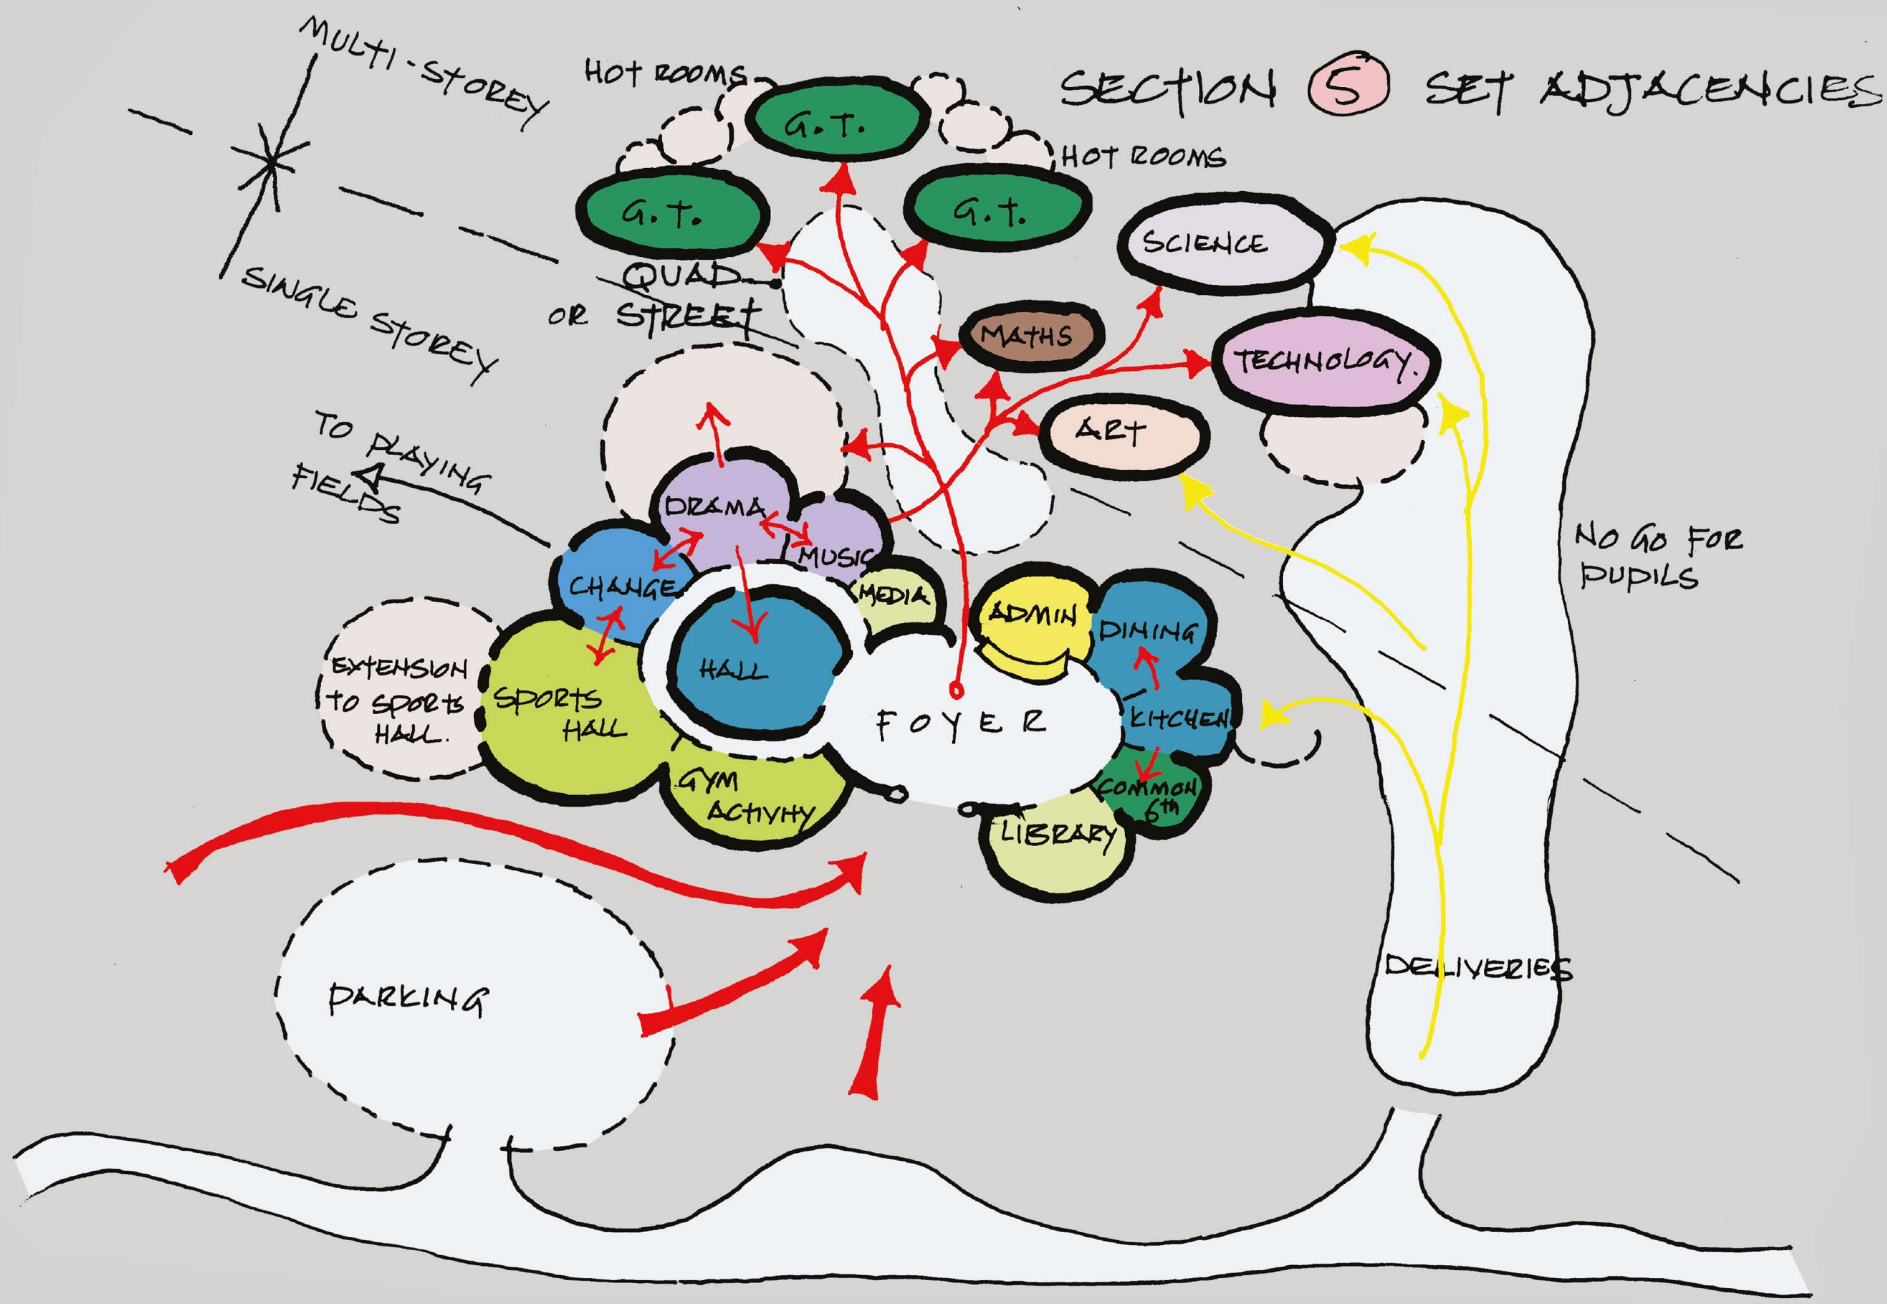 MULTI-STOREY
HOT ROOMS
SECTION 5 SET ADJACENCIES
G.T.
HOT ROOMS
G.T.
G.T.
SCIENCE
QUAD
OR STREET
SINGLE STOREY
MATHS
TECHNOLOGY.
TO PLAYING
FIELDS
ART
DRAMA
MUSIC
NO GO FOR
PUPILS
CHANGE
MEDIA
ADMIN
DINING
EXTENSION
TO SPORTS
HALL.
SPORTS
HALL
HALL
FOYER
KITCHEN
GYM
ACTIVITY
COMMON
6th
LIBRARY
DELIVERIES
PARKING